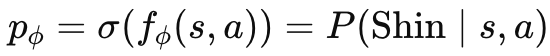 p_ϕ = σ(f_ϕ(s, a)) = P(Shin | s, a)